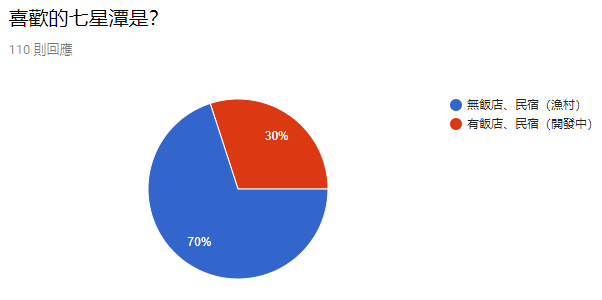 喜歡的七星潭是?
110 則回應
無飯店、民宿（漁村）
有飯店、民宿（開發中）
30%
70%